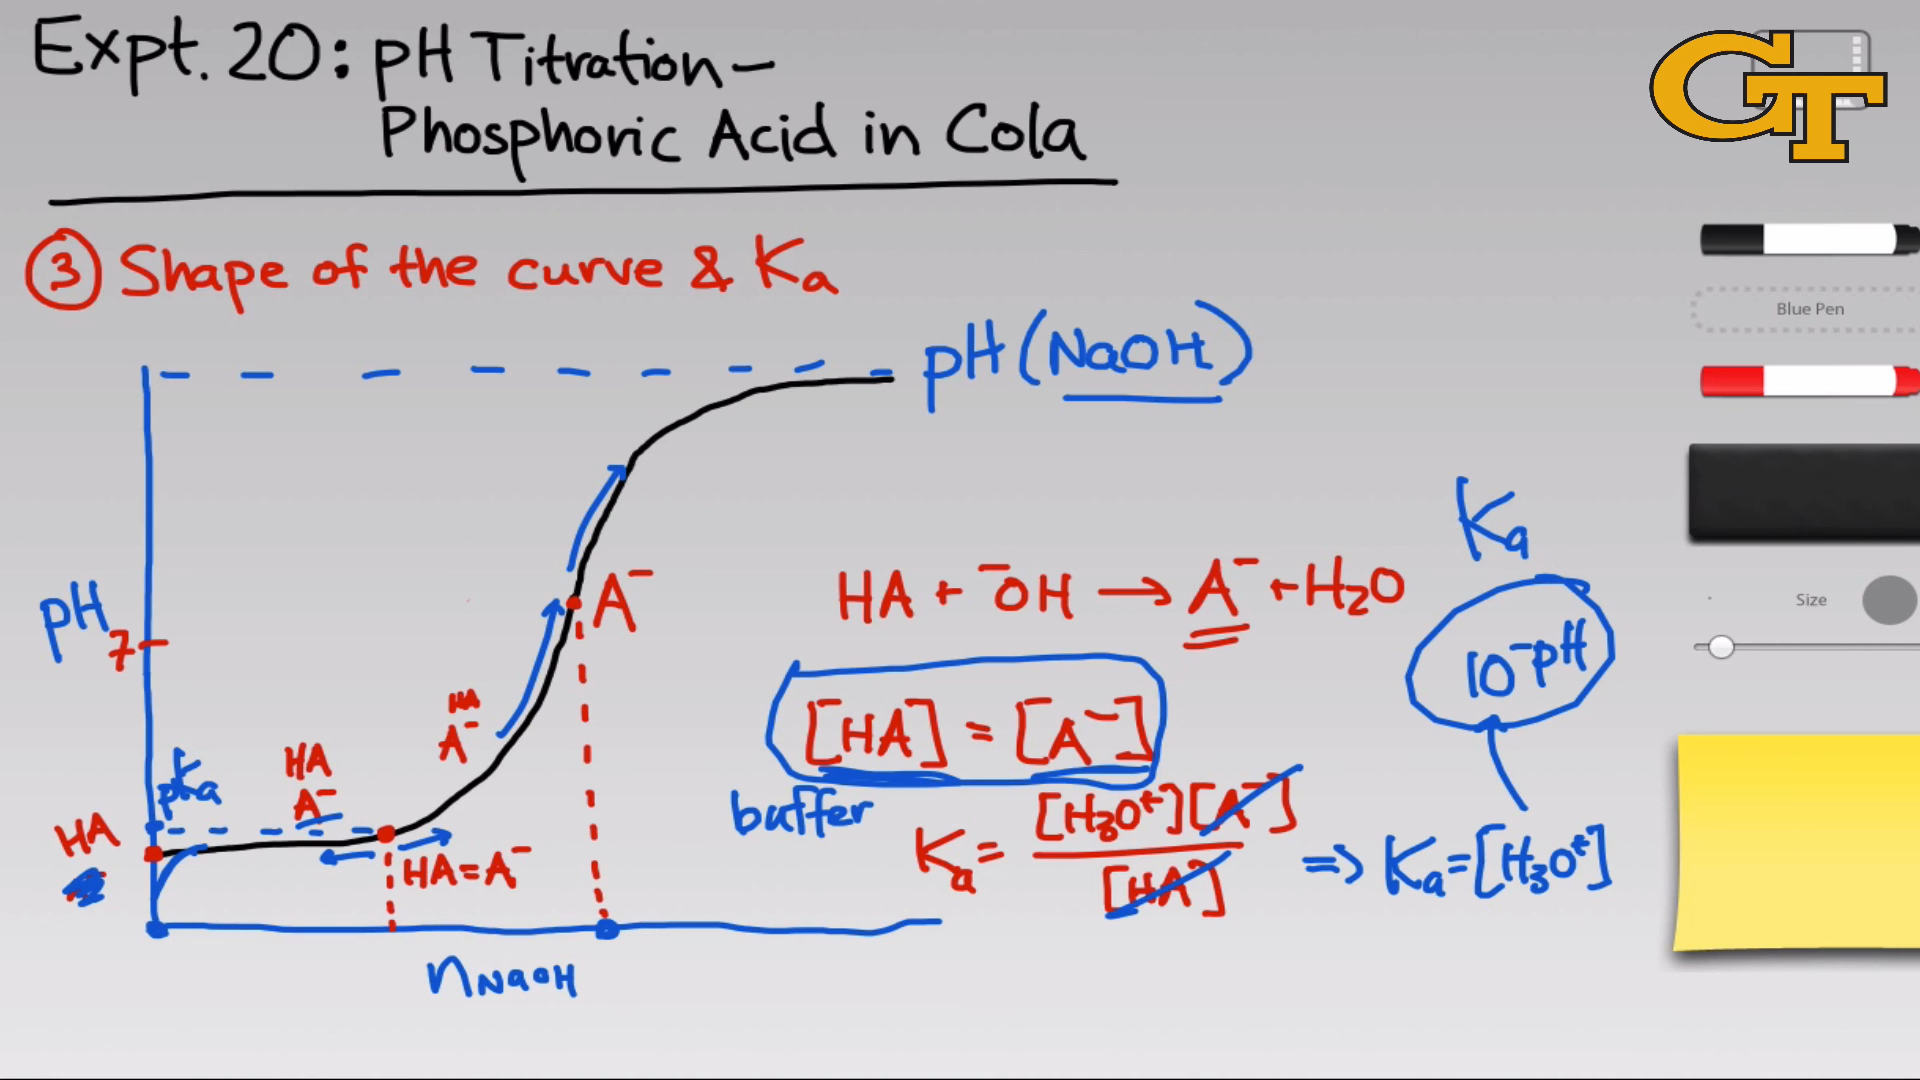 Expt. 20: pH Titration–
Phosphoric Acid in Cola
GT
③ Shape of the curve & Ka
pH (NaOH)
Blue Pen
Ka
10⁻pH
Size
pH
7
A⁻
HA + ⁻OH → A⁻ + H₂O
HA
A⁻
HA
A⁻
[HA] = [A⁻]
buffer
pKa
HA
HA = A⁻
Ka = [H₃O⁺][A⁻]
[HA]
⇒ Ka = [H₃O⁺]
nNaOH